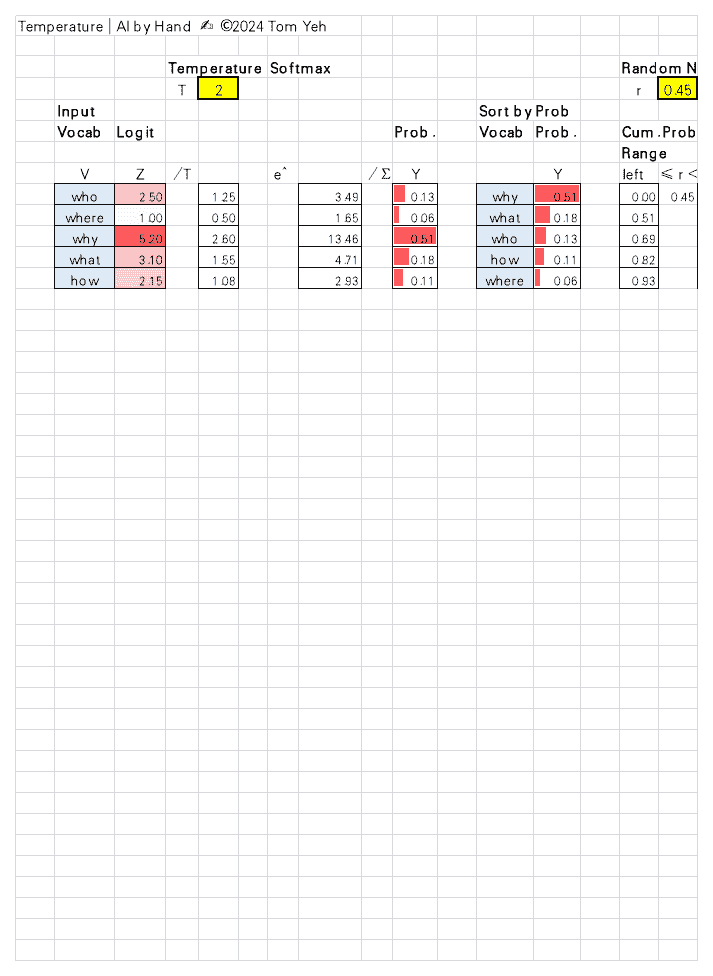 Temperature | AI by Hand ✍ ©2024 Tom Yeh
Temperature Softmax Random N
T 2 r 0.45
Input Sort by Prob
Vocab Logit Prob. Vocab Prob. Cum. Prob
Range
V Z /T e^ / Σ Y Y left ≤ r <
who 2.50 1.25 3.49 0.13 why 0.51 0.00 0.45
where 1.00 0.50 1.65 0.06 what 0.18 0.51
why 5.20 2.60 13.46 0.51 who 0.13 0.69
what 3.10 1.55 4.71 0.18 how 0.11 0.82
how 2.15 1.08 2.93 0.11 where 0.06 0.93